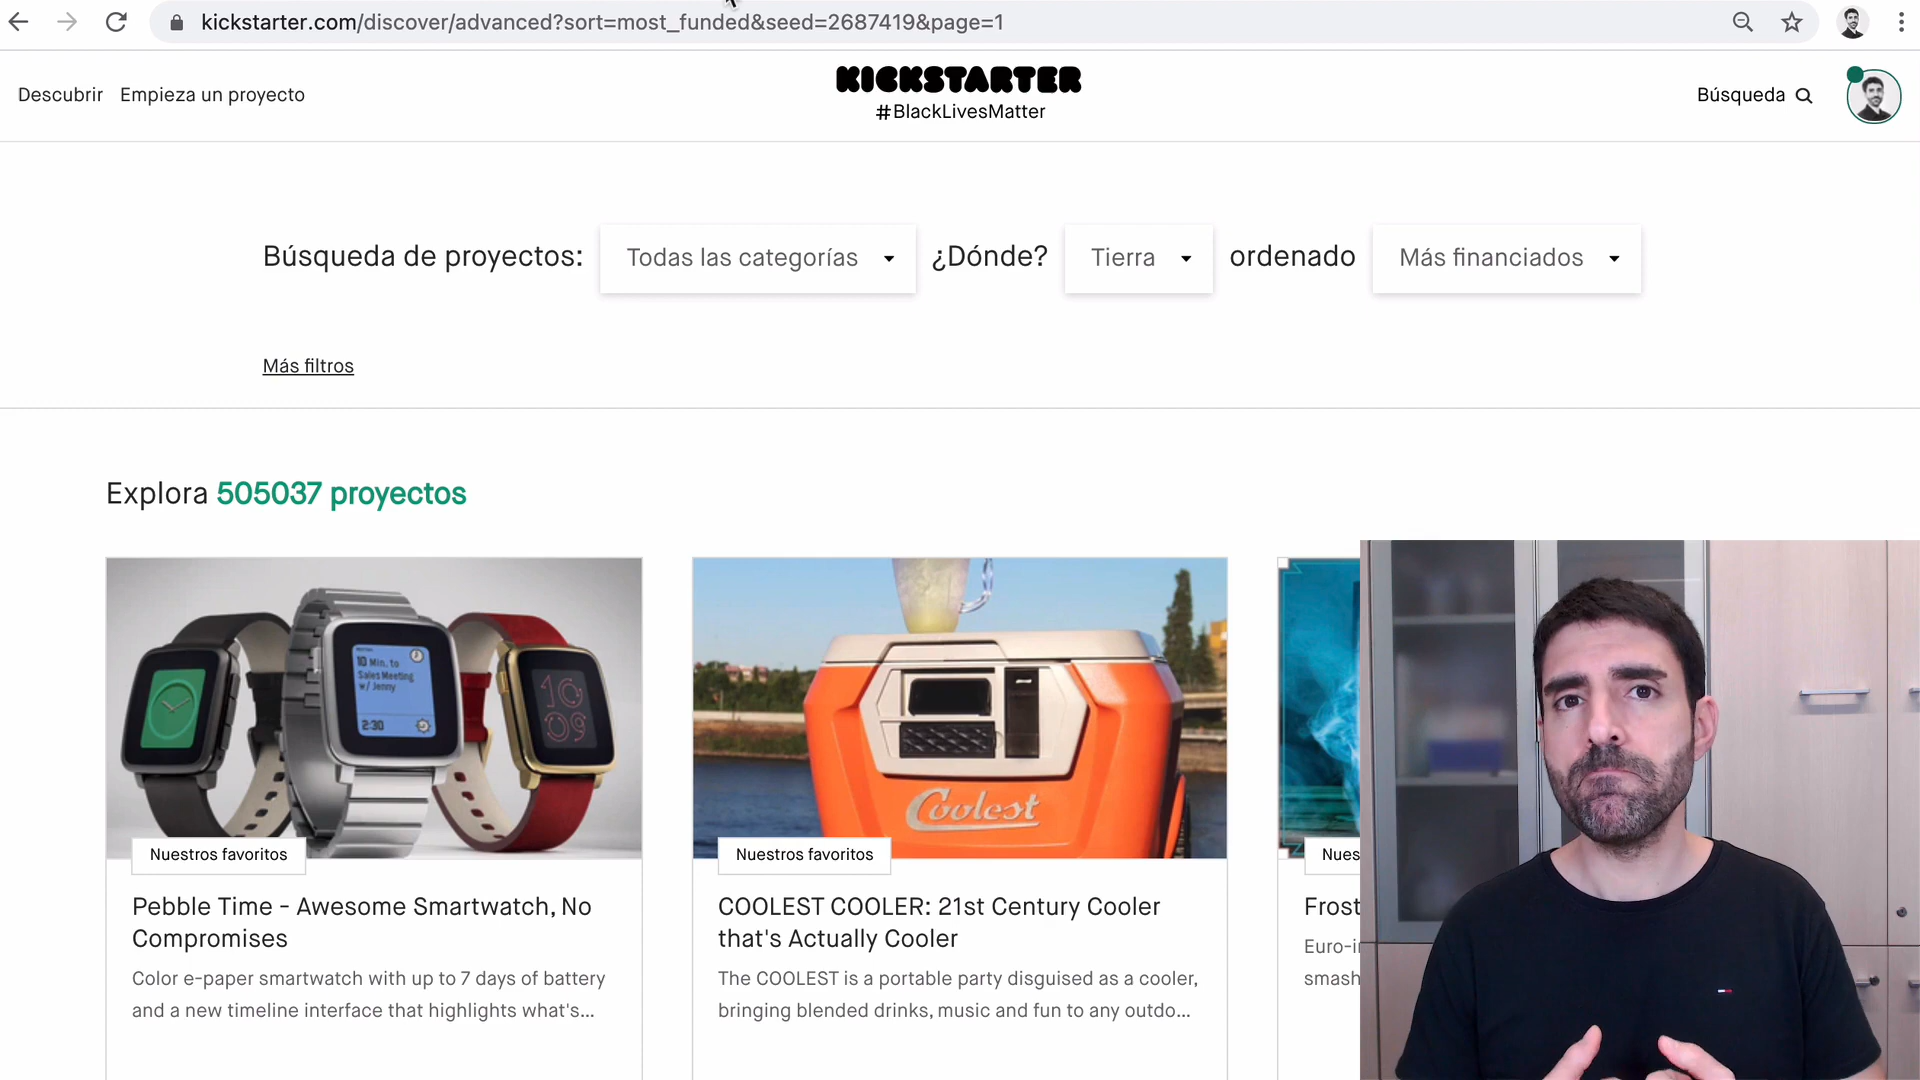 kickstarter.com/discover/advanced?sort=most_funded&seed=2687419&page=1
Descubrir Empieza un proyecto
KICKSTARTER
#BlackLivesMatter
Búsqueda
Búsqueda de proyectos: Todas las categorías ¿Dónde? Tierra ordenado Más financiados
Más filtros
Explora 505037 proyectos
10 Min. to
Sales Meeting
w/ Jenny
2:30
10
09
Coolest
Nuestros favoritos
Nuestros favoritos
Nues
Pebble Time - Awesome Smartwatch, No
Compromises
Color e-paper smartwatch with up to 7 days of battery
and a new timeline interface that highlights what's...
COOLEST COOLER: 21st Century Cooler
that's Actually Cooler
The COOLEST is a portable party disguised as a cooler,
bringing blended drinks, music and fun to any outdo...
Frost
Euro-i
smash